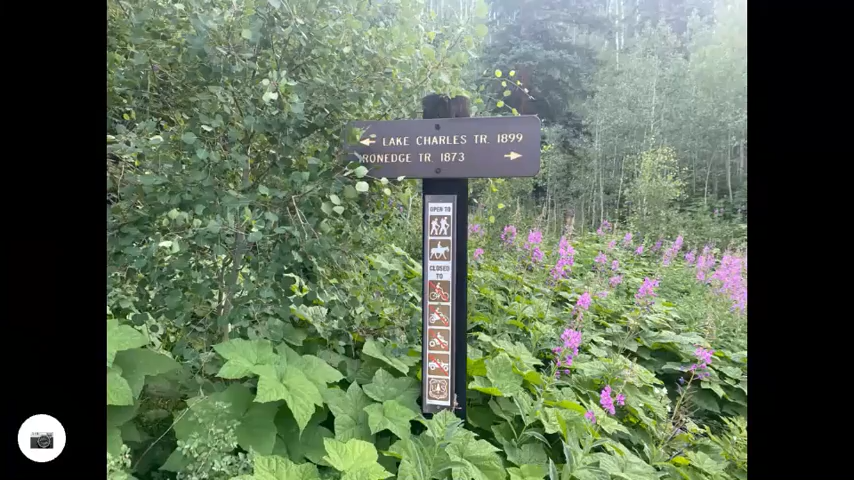 LAKE CHARLES TR. 1899
RONEDGE TR 1873
OPEN TO
CLOSED
TO